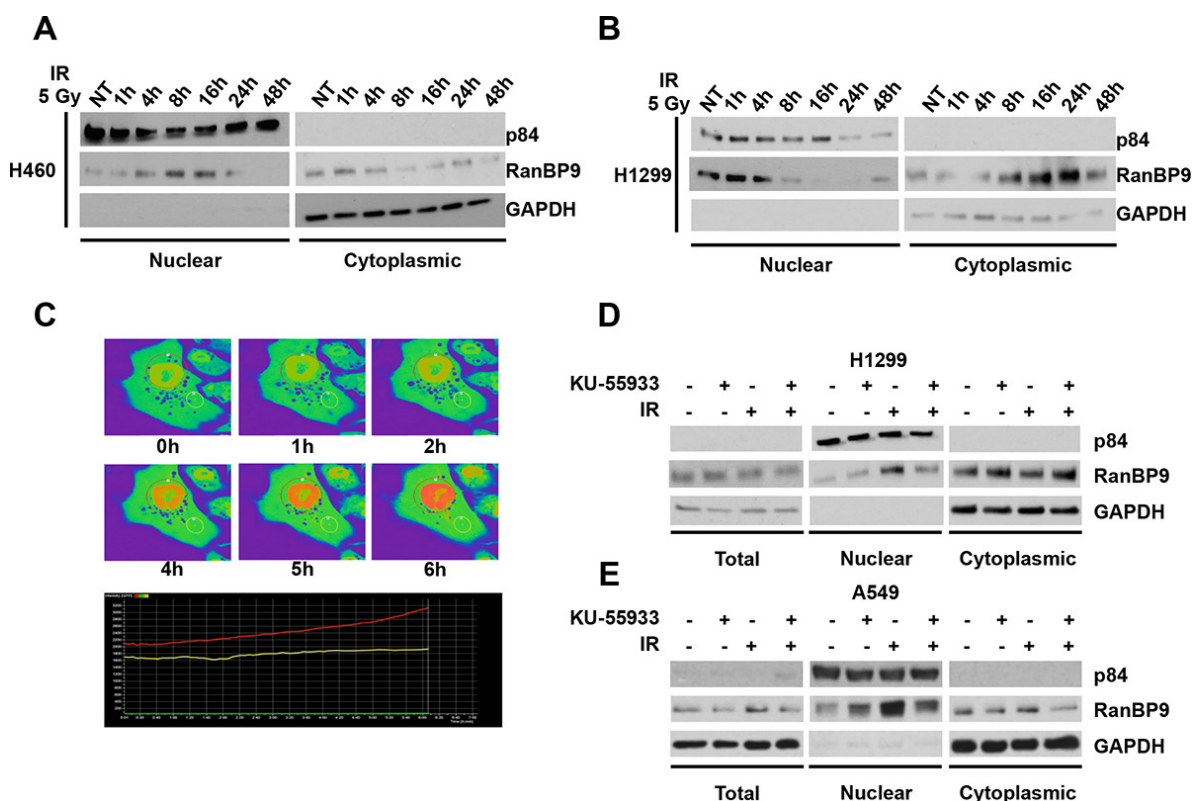 A
IR
5 Gy
NT 1h 4h 8h 16h 24h 48h
NT 1h 4h 8h 16h 24h 48h
p84
H460
RanBP9
GAPDH
Nuclear
Cytoplasmic
B
IR
5 Gy
NT 1h 4h 8h 16h 24h 48h
NT 1h 4h 8h 16h 24h 48h
p84
H1299
RanBP9
GAPDH
Nuclear
Cytoplasmic
C
0h
1h
2h
4h
5h
6h
D
H1299
KU-55933 - + - + - + - + - + - +
IR - - + + - - + + - - + +
p84
RanBP9
GAPDH
Total
Nuclear
Cytoplasmic
E
A549
KU-55933 - + - + - + - + - + - +
IR - - + + - - + + - - + +
p84
RanBP9
GAPDH
Total
Nuclear
Cytoplasmic